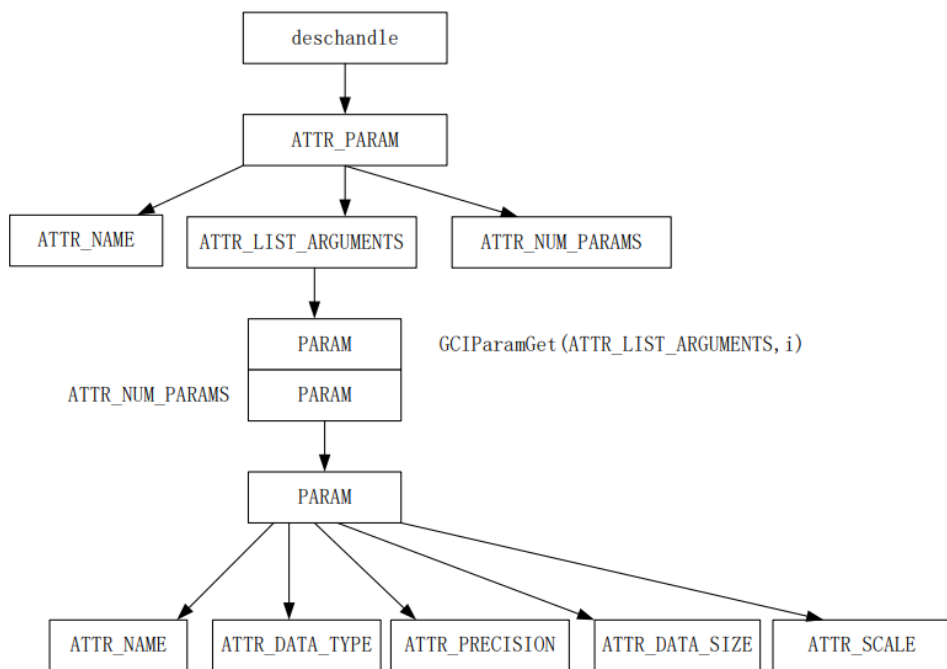 deschandle
ATTR_PARAM
ATTR_NAME
ATTR_LIST_ARGUMENTS
ATTR_NUM_PARAMS
PARAM
GCIParamGet(ATTR_LIST_ARGUMENTS,i)
ATTR_NUM_PARAMS
PARAM
PARAM
ATTR_NAME
ATTR_DATA_TYPE
ATTR_PRECISION
ATTR_DATA_SIZE
ATTR_SCALE